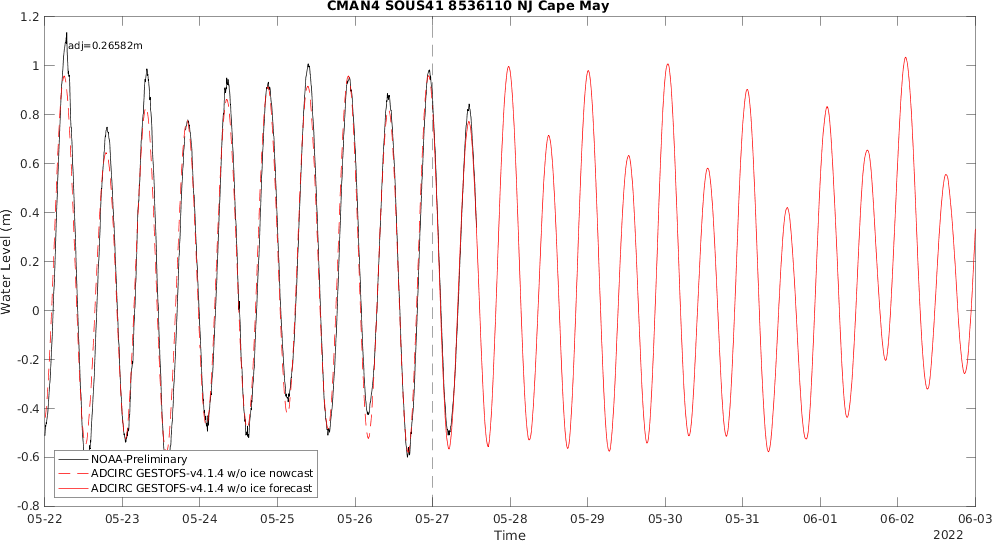 CMAN4 SOUS41 8536110 NJ Cape May
1.2
1
0.8
0.6
0.4
0.2
0
-0.2
-0.4
-0.6
-0.8
Water Level (m)
adj=0.26582m
NOAA-Preliminary
ADCIRC GESTOFS-v4.1.4 w/o ice nowcast
ADCIRC GESTOFS-v4.1.4 w/o ice forecast
05-22 05-23 05-24 05-25 05-26 05-27 05-28 05-29 05-30 05-31 06-01 06-02 06-03
Time
2022